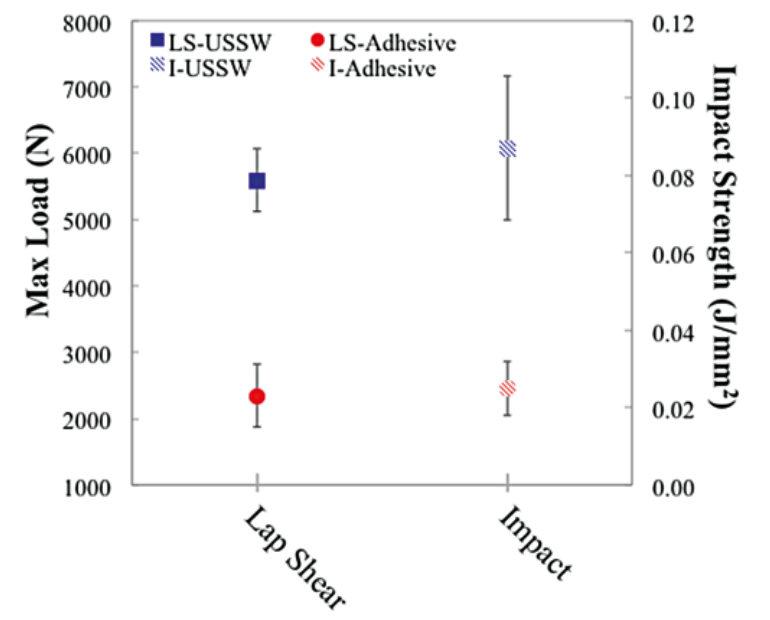 LS-USSW
LS-Adhesive
I-USSW
I-Adhesive
Max Load (N)
8000
7000
6000
5000
4000
3000
2000
1000
0.12
0.10
0.08
0.06
0.04
0.02
0.00
Impact Strength (J/mm²)
Lap Shear
Impact